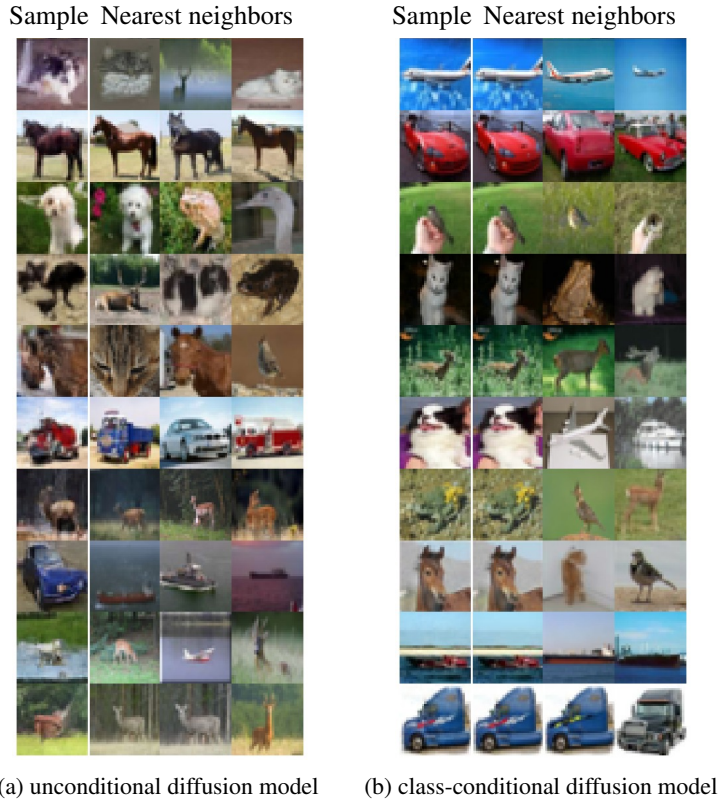 Sample Nearest neighbors
Sample Nearest neighbors
(a) unconditional diffusion model
(b) class-conditional diffusion model